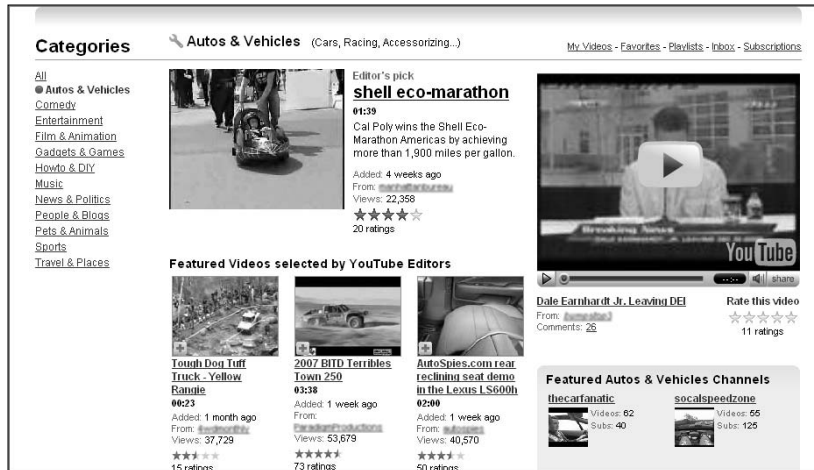 Categories
All
Autos & Vehicles
Comedy
Entertainment
Film & Animation
Gadgets & Games
Howto & DIY
Music
News & Politics
People & Blogs
Pets & Animals
Sports
Travel & Places
Autos & Vehicles (Cars, Racing, Accessorizing...)
My Videos - Favorites - Playlists - Inbox - Subscriptions
Editor's pick
shell eco-marathon
01:39
Cal Poly wins the Shell Eco-
Marathon Americas by achieving
more than 1,900 miles per gallon.
Added: 4 weeks ago
From:
Views: 22,358
20 ratings
Featured Videos selected by YouTube Editors
Tough Dog Tuff
Truck - Yellow
Rangie
00:23
Added: 1 month ago
From:
Views: 37,729
15 ratings
2007 BITD Terribles
Town 250
03:38
Added: 1 week ago
From:
Views: 53,679
73 ratings
AutoSpies.com rear
reclining seat demo
in the Lexus LS600h
02:00
Added: 1 week ago
From:
Views: 40,570
50 ratings
Breaking News
DALE EARNHARDT JR. LEAVING DEI
YouTube
--:--
share
Dale Earnhardt Jr. Leaving DEI
From:
Comments: 26
Rate this video
11 ratings
Featured Autos & Vehicles Channels
thecarfanatic
Videos: 62
Subs: 40
socalspeedzone
Videos: 55
Subs: 125